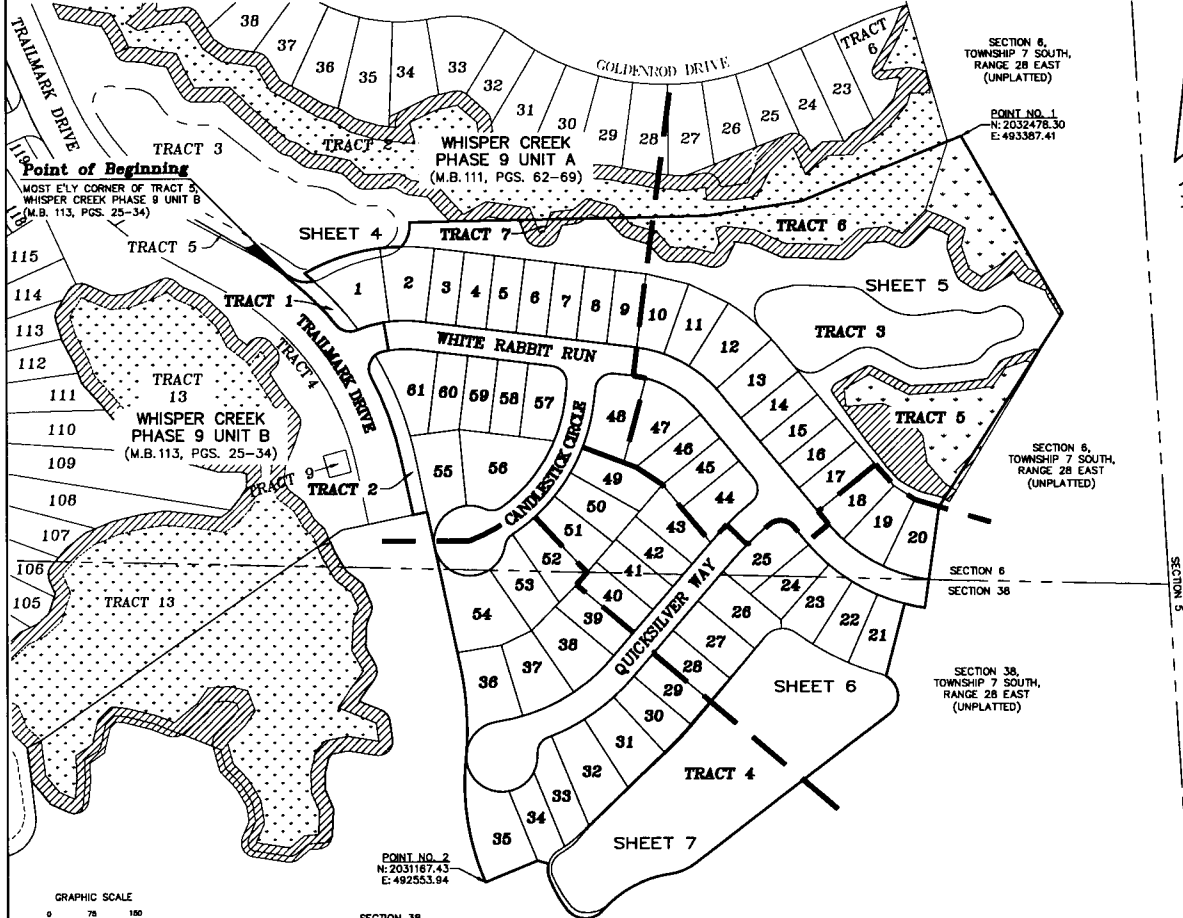 38
37
36
35
34
33
32
31
30
29
28
27
26
25
24
23
TRACT
6
GOLDENROD DRIVE
SECTION 6,
TOWNSHIP 7 SOUTH,
RANGE 28 EAST
(UNPLATTED)
POINT NO. 1
N: 2032478.30
E: 493387.41
TRAILMARK DRIVE
TRACT 3
TRACT 2
WHISPER CREEK
PHASE 9 UNIT A
(M.B.111, PGS. 62-69)
119
118
Point of Beginning
MOST E'LY CORNER OF TRACT 5,
WHISPER CREEK PHASE 9 UNIT B
(M.B. 113, PGS. 25-34)
TRACT 5
SHEET 4
TRACT 7
TRACT 6
SHEET 5
115
114
113
112
111
110
109
108
107
106
105
TRACT 1
TRAILMARK DRIVE
TRACT 4
TRACT
13
WHISPER CREEK
PHASE 9 UNIT B
(M.B.113, PGS. 25-34)
TRACT 9
TRACT 2
TRACT 13
1
2
3
4
5
6
7
8
9
10
11
12
13
14
15
16
17
18
19
20
TRACT 3
TRACT 5
WHITE RABBIT RUN
61
60
59
58
57
48
47
46
45
44
55
56
CANDLESTICK CIRCLE
49
50
51
52
53
54
43
42
41
40
39
38
37
36
QUICKSILVER WAY
25
24
23
22
21
26
27
28
29
30
31
32
33
34
35
SECTION 6,
TOWNSHIP 7 SOUTH,
RANGE 28 EAST
(UNPLATTED)
SECTION 6
SECTION 38
SECTION 5
SECTION 38,
TOWNSHIP 7 SOUTH,
RANGE 28 EAST
(UNPLATTED)
SHEET 6
TRACT 4
SHEET 7
POINT NO. 2
N: 2031167.43
E: 492553.94
GRAPHIC SCALE
0 75 150
SECTION 38,